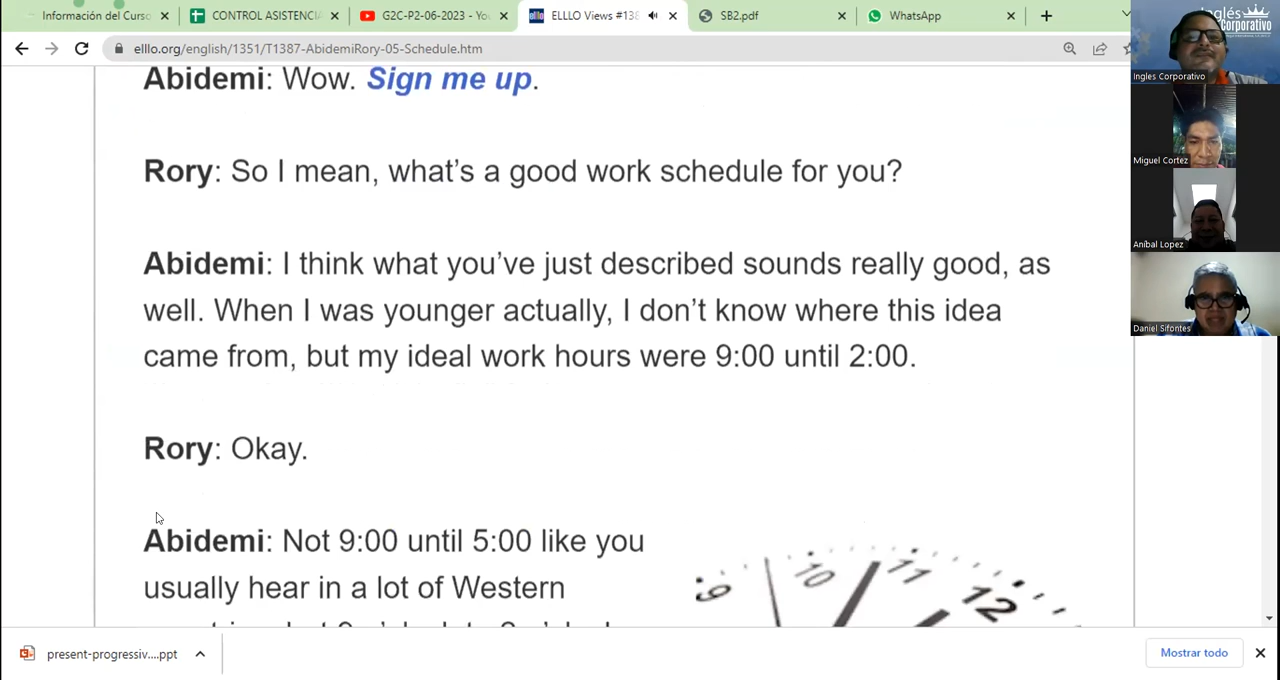 Información del Curso
CONTROL ASISTENCIA
G2C-P2-06-2023 - You
ELLLO Views #138
SB2.pdf
WhatsApp
elllo.org/english/1351/T1387-AbidemiRory-05-Schedule.htm
Inglés
Corporativo
Ingles Corporativo
Miguel Cortez
Aníbal Lopez
Daniel Sifontes
Abidemi: Wow. Sign me up.
Rory: So I mean, what's a good work schedule for you?
Abidemi: I think what you've just described sounds really good, as
well. When I was younger actually, I don't know where this idea
came from, but my ideal work hours were 9:00 until 2:00.
Rory: Okay.
Abidemi: Not 9:00 until 5:00 like you
usually hear in a lot of Western
9
10
11
12
present-progressiv....ppt
Mostrar todo